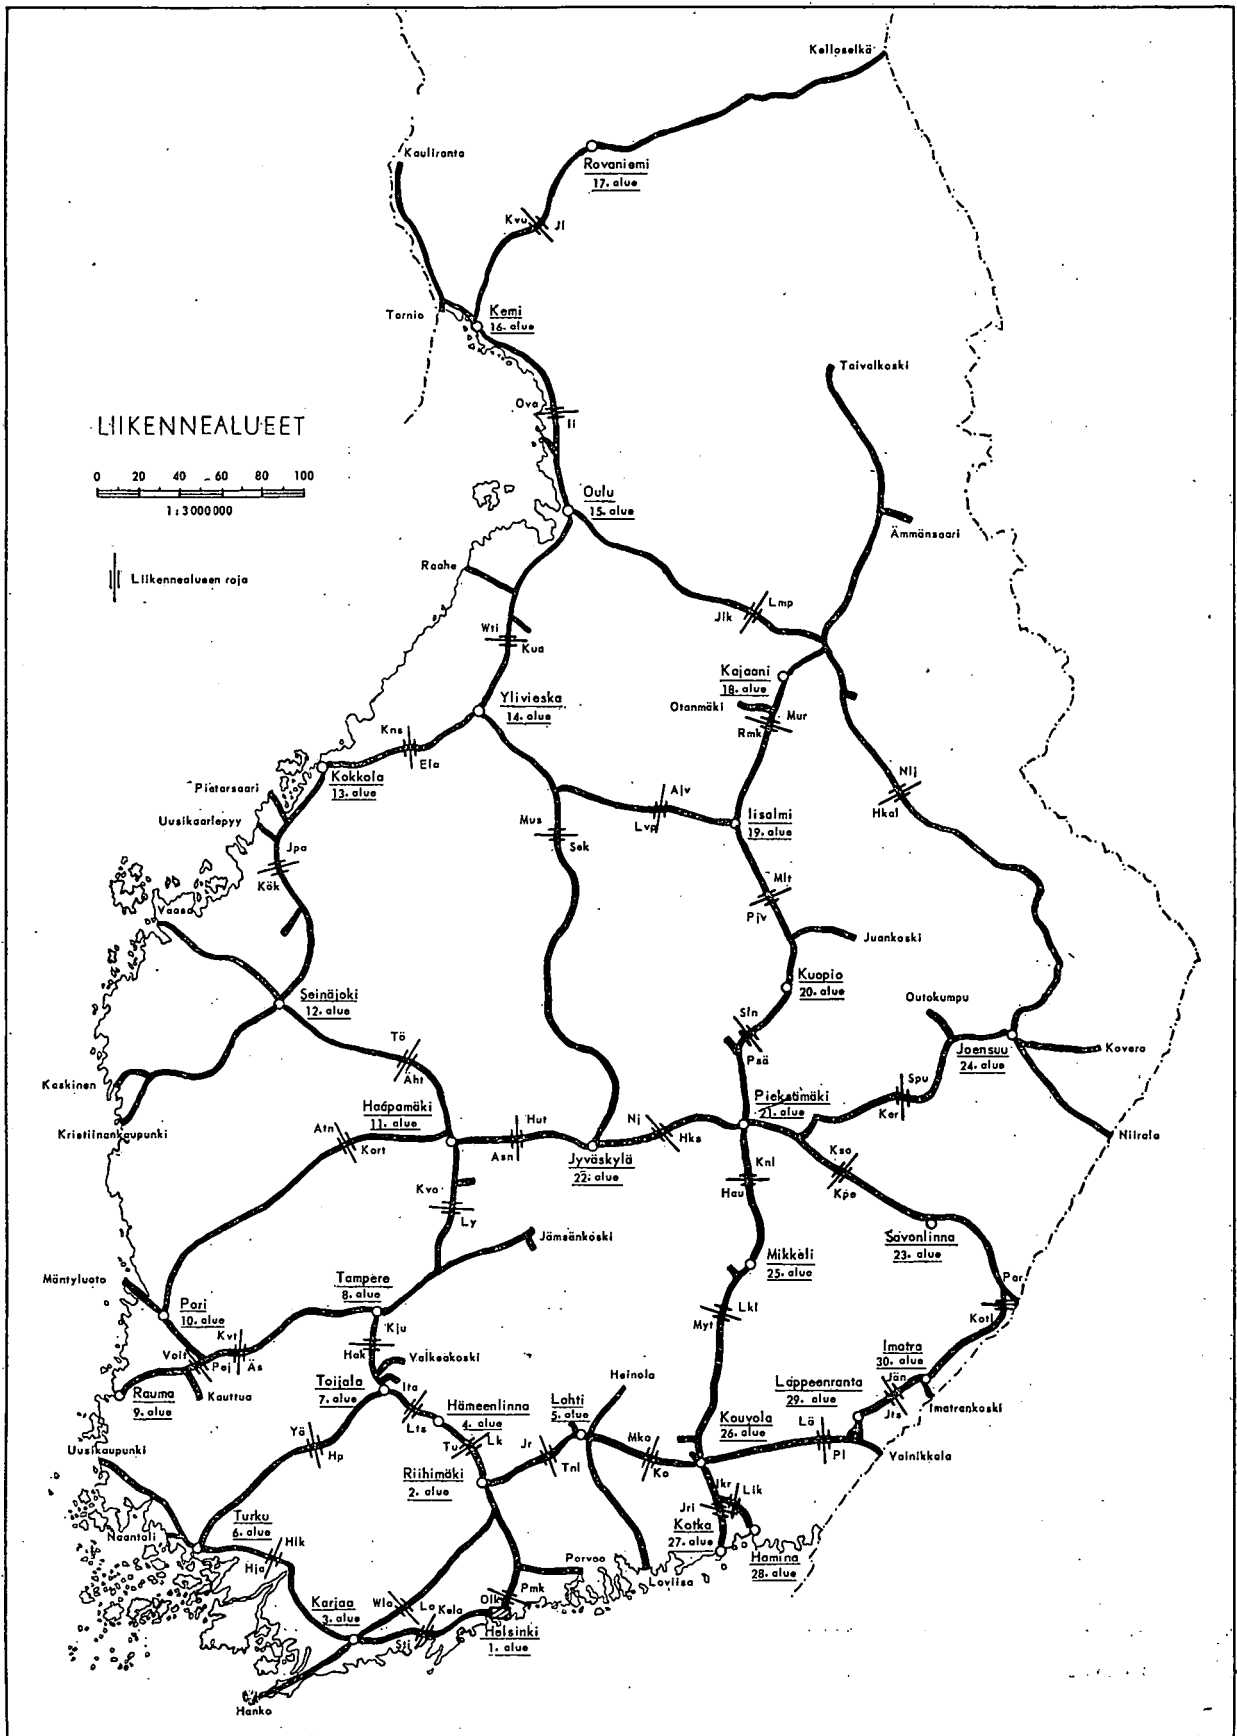 Kelloselkä
Kauliranta
Rovaniemi
17. alue
Kvu
Jl
Tornio
Kemi
16. alue
Taivalkoski
Ova
Ii
LIIKENNEALUEET
0 20 40 60 80 100
1:3000000
Oulu
15. alue
Ämmänsaari
Liikennealueen raja
Raahe
Lmp
Jlk
Wti
Kua
Kajaani
18. alue
Otanmäki
Mur
Rmk
Ylivieska
14. alue
Kns
Ela
Kokkola
13. alue
Nlj
Hkal
Pietarsaari
Uusikaarlepyy
Ajv
Lvp
Iisalmi
19. alue
Mus
Sek
Jpa
Kök
Mlt
Pjv
Vaasa
Juankoski
Kuopio
20. alue
Seinäjoki
12. alue
Outokumpu
Sln
Psä
Tö
Äht
Joensuu
24. alue
Kovero
Kaskinen
Spu
Ker
Pieksämäki
21. alue
Haapamäki
11. alue
Kristiinankaupunki
Atn
Kort
Hut
Asn
Nj
Hks
Niirala
Jyväskylä
22. alue
Knl
Hau
Kso
Kpe
Kva
Ly
Jämsänkoski
Savonlinna
23. alue
Mikkeli
25. alue
Mäntyluoto
Tampere
8. alue
Par
Kotl
Pori
10. alue
Lkl
Myt
Kvt
Äs
Kju
Hak
Voit
Pej
Imatra
30. alue
Valkeakoski
Rauma
9. alue
Kauttua
Toijala
7. alue
Ita
Lts
Heinola
Lappeenranta
29. alue
Jän
Jts
Imatrankoski
Hämeenlinna
4. alue
Lahti
5. alue
Kouvola
26. alue
Uusikaupunki
Yö
Hp
Tu
Lk
Jr
Tnl
Mka
Ka
Lä
Pl
Vainikkala
Riihimäki
2. alue
Ikr
Lik
Jri
Turku
6. alue
Kotka
27. alue
Naantali
Hlk
Hja
Hamina
28. alue
Porvoo
Loviisa
Karjaa
3. alue
Wla
Lo
Kela
Olk
Pmk
Sti
Helsinki
1. alue
Hanko